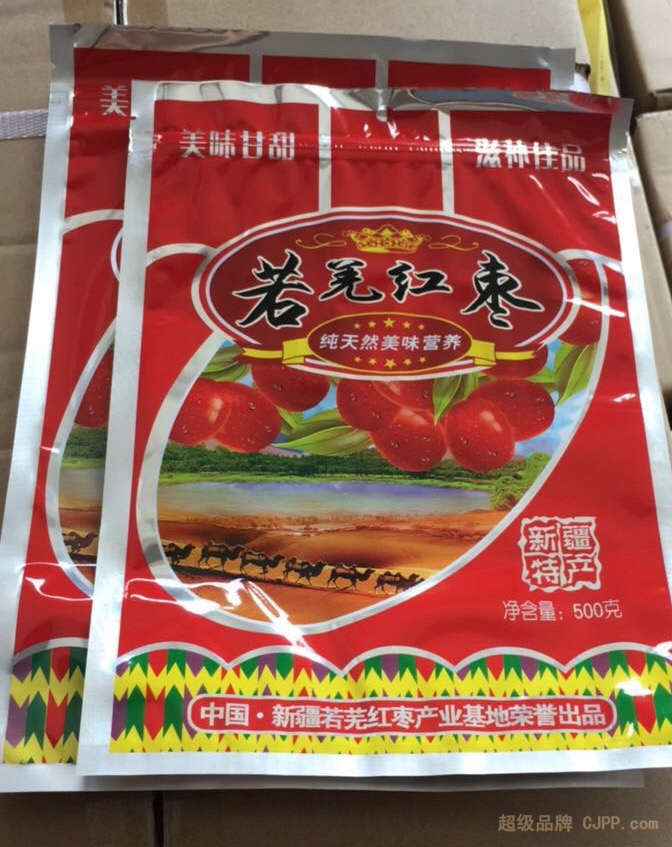 美
美味甘甜
滋补佳品
若羌红枣
纯天然美味营养
新疆
特产
净含量：500克
中国·新疆若芜红枣产业基地荣誉出品
超级品牌 CJPP.com